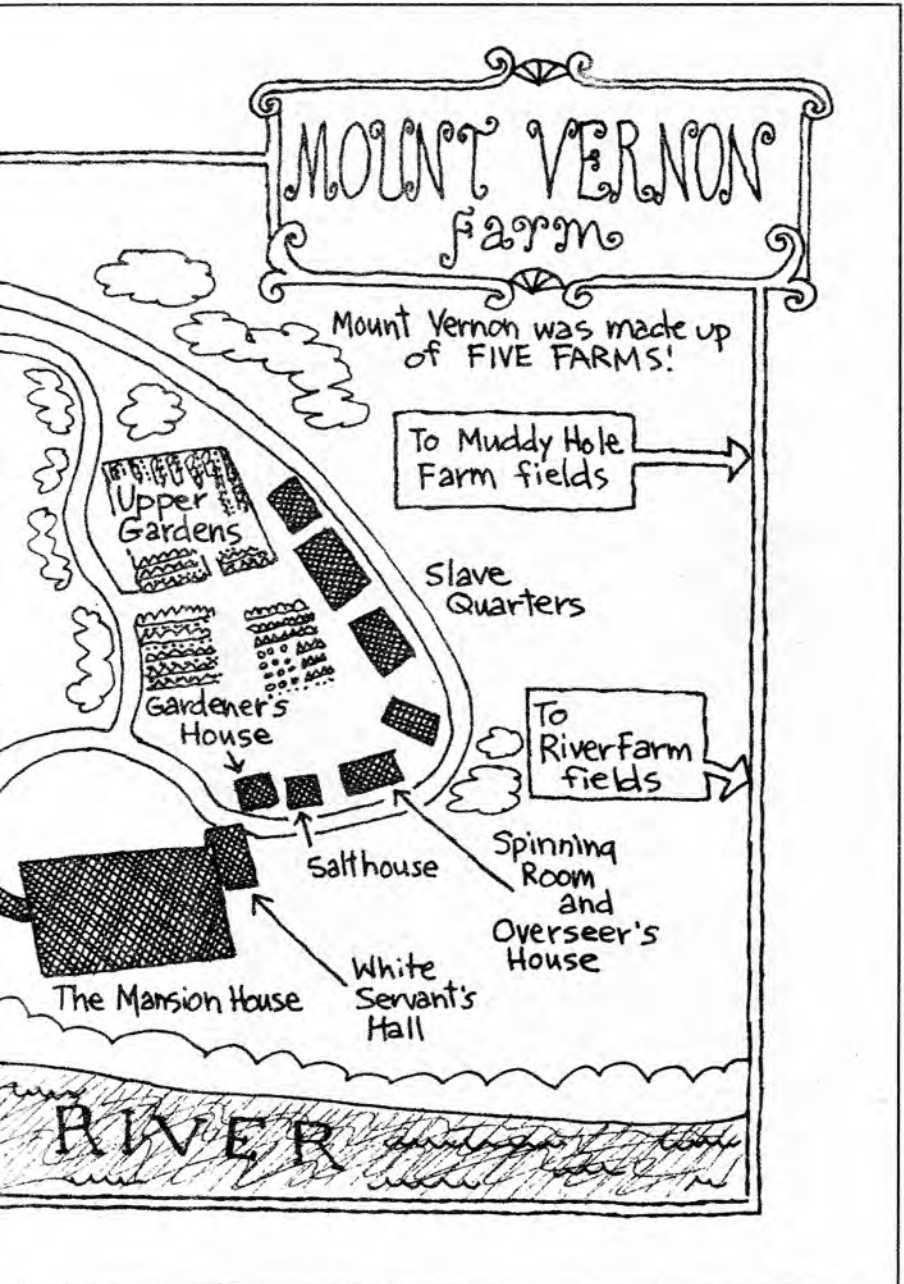 MOUNT VERNON
Farm
Mount Vernon was made up
of FIVE FARMS!
To Muddy Hole
Farm fields
Upper
Gardens
Slave
Quarters
Gardener's
House
To
River Farm
fields
Salthouse
Spinning
Room
and
Overseer's
House
The Mansion House
White
Servant's
Hall
RIVER